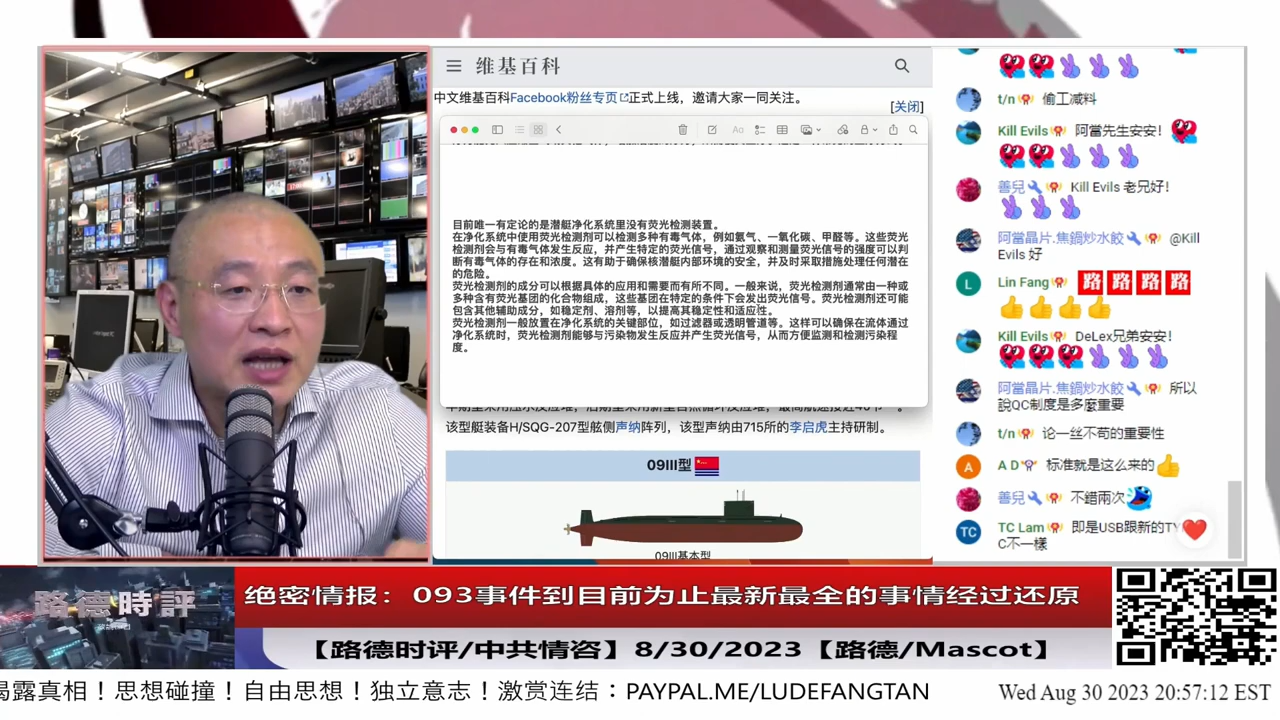 维基百科
中文维基百科Facebook粉丝专页正式上线，邀请大家一同关注。
[关闭]
目前唯一有定论的是潜艇净化系统里没有荧光检测装置。
在净化系统中使用荧光检测剂可以检测多种有毒气体，例如氨气、一氧化碳、甲醛等。这些荧光
检测剂会与有毒气体发生反应，并产生特定的荧光信号，通过观察和测量荧光信号的强度可以判
断有毒气体的存在和浓度。这有助于确保核潜艇内部环境的安全，并及时采取措施处理任何潜在
的危险。
荧光检测剂的成分可以根据具体的应用和需要而有所不同。一般来说，荧光检测剂通常由一种或
多种含有荧光基团的化合物组成，这些基团在特定的条件下会发出荧光信号。荧光检测剂还可能
包含其他辅助成分，如稳定剂、溶剂等，以提高其稳定性和适应性。
荧光检测剂一般放置在净化系统的关键部位，如过滤器或透明管道等。这样可以确保在流体通过
净化系统时，荧光检测剂能够与污染物发生反应并产生荧光信号，从而方便监测和检测污染程
度。
该型艇装备H/SQG-207型舷侧声纳阵列，该型声纳由715所的李启虎主持研制。
09III型
09III基本型
t/n 偷工减料
Kill Evils 阿當先生安安！
善兒 Kill Evils 老兄好!
阿當晶片.焦鍋炒水餃 @Kill
Evils 好
Lin Fang 路路路路
Kill Evils DeLex兄弟安安！
阿當晶片.焦鍋炒水餃 所以
說QC制度是多麼重要
t/n 论一丝不苟的重要性
A D 标准就是这么来的
善兒 不錯兩次
TC Lam 即是USB跟新的TY
C不一樣
路德時評
绝密情报：093事件到目前为止最新最全的事情经过还原
【路德时评/中共情咨】8/30/2023【路德/Mascot】
揭露真相！思想碰撞！自由思想！独立意志！激赏连结：PAYPAL.ME/LUDEFANGTAN
Wed Aug 30 2023 20:57:12 EST